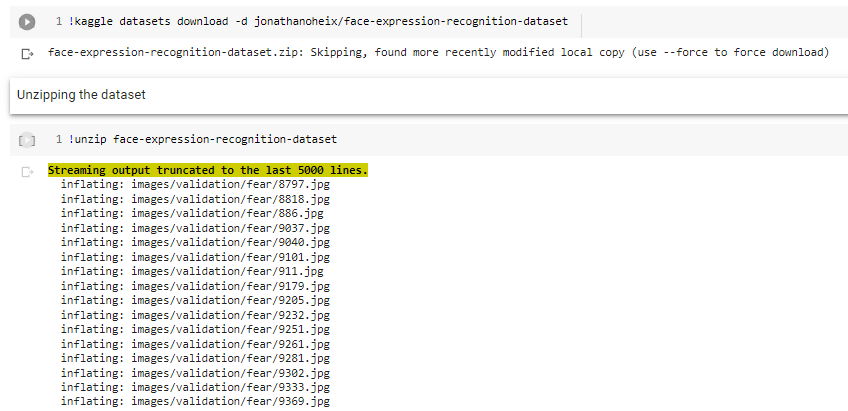 1 !kaggle datasets download -d jonathanoheix/face-expression-recognition-dataset
face-expression-recognition-dataset.zip: Skipping, found more recently modified local copy (use --force to force download)
Unzipping the dataset
[ ] 1 !unzip face-expression-recognition-dataset
Streaming output truncated to the last 5000 lines.
inflating: images/validation/fear/8797.jpg
inflating: images/validation/fear/8818.jpg
inflating: images/validation/fear/886.jpg
inflating: images/validation/fear/9037.jpg
inflating: images/validation/fear/9040.jpg
inflating: images/validation/fear/9101.jpg
inflating: images/validation/fear/911.jpg
inflating: images/validation/fear/9179.jpg
inflating: images/validation/fear/9205.jpg
inflating: images/validation/fear/9232.jpg
inflating: images/validation/fear/9251.jpg
inflating: images/validation/fear/9261.jpg
inflating: images/validation/fear/9281.jpg
inflating: images/validation/fear/9302.jpg
inflating: images/validation/fear/9333.jpg
inflating: images/validation/fear/9369.jpg